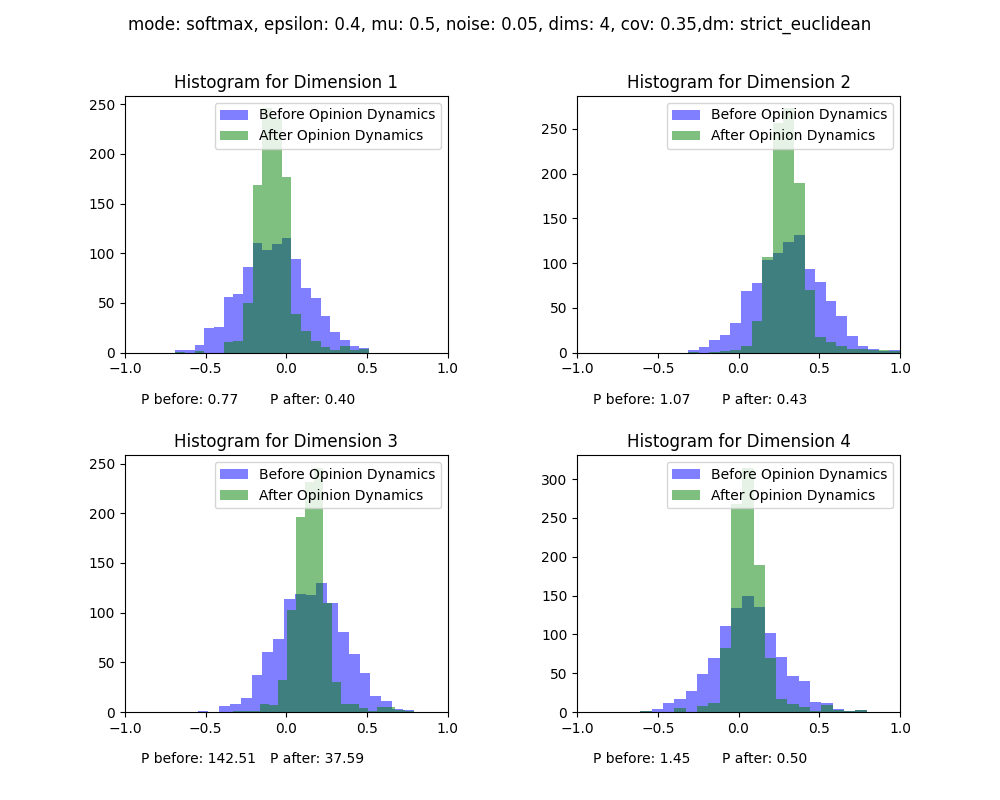 mode: softmax, epsilon: 0.4, mu: 0.5, noise: 0.05, dims: 4, cov: 0.35,dm: strict_euclidean
Histogram for Dimension 1
Before Opinion Dynamics
After Opinion Dynamics
250
200
150
100
50
0
−1.0 −0.5 0.0 0.5 1.0
P before: 0.77 P after: 0.40
Histogram for Dimension 2
Before Opinion Dynamics
After Opinion Dynamics
250
200
150
100
50
0
−1.0 −0.5 0.0 0.5 1.0
P before: 1.07 P after: 0.43
Histogram for Dimension 3
Before Opinion Dynamics
After Opinion Dynamics
250
200
150
100
50
0
−1.0 −0.5 0.0 0.5 1.0
P before: 142.51 P after: 37.59
Histogram for Dimension 4
Before Opinion Dynamics
After Opinion Dynamics
300
250
200
150
100
50
0
−1.0 −0.5 0.0 0.5 1.0
P before: 1.45 P after: 0.50